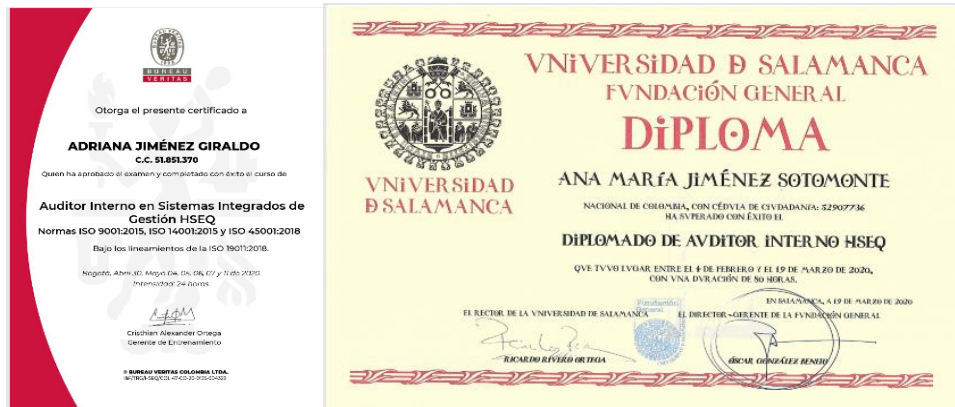 BUREAU
VERITAS
Otorga el presente certificado a
ADRIANA JIMÉNEZ GIRALDO
C.C. 51.851.370
Quien ha aprobado el examen y completado con éxito el curso de
Auditor Interno en Sistemas Integrados de
Gestión HSEQ
Normas ISO 9001:2015, ISO 14001:2015 y ISO 45001:2018
Bajo los lineamientos de la ISO 19011:2018.
Bogotá, Abril 30, Mayo 04, 05, 06, 07 y 11 de 2020
Intensidad: 24 horas.
Cristhian Alexander Ortega
Gerente de Entrenamiento
® BUREAU VERITAS COLOMBIA LTDA.
VNiVERSiDAD
Ð SALAMANCA
VNiVERSiDAD Ð SALAMANCA
FVNDACIÓN GENERAL
DiPLOMA
ANA MARÍA JIMÉNEZ SOTOMONTE
NACIONAL DE COLOMBIA, CON CÉDVLA DE CIVDADANÍA: 52907736
HA SVPERADO CON ÉXITO EL
DIPLOMADO DE AVDITOR INTERNO HSEQ
QVE TVVO LVGAR ENTRE EL 4 DE FEBRERO Y EL 19 DE MARZO DE 2020,
CON VNA DVRACIÓN DE 80 HORAS.
EN SALAMANCA, A 19 DE MARZO DE 2020
EL RECTOR DE LA VNIVERSIDAD DE SALAMANCA
EL DIRECTOR-GERENTE DE LA FVNDACIÓN GENERAL
Fundación
General
RICARDO RIVERO ORTEGA
ÓSCAR GONZÁLEZ BENITO